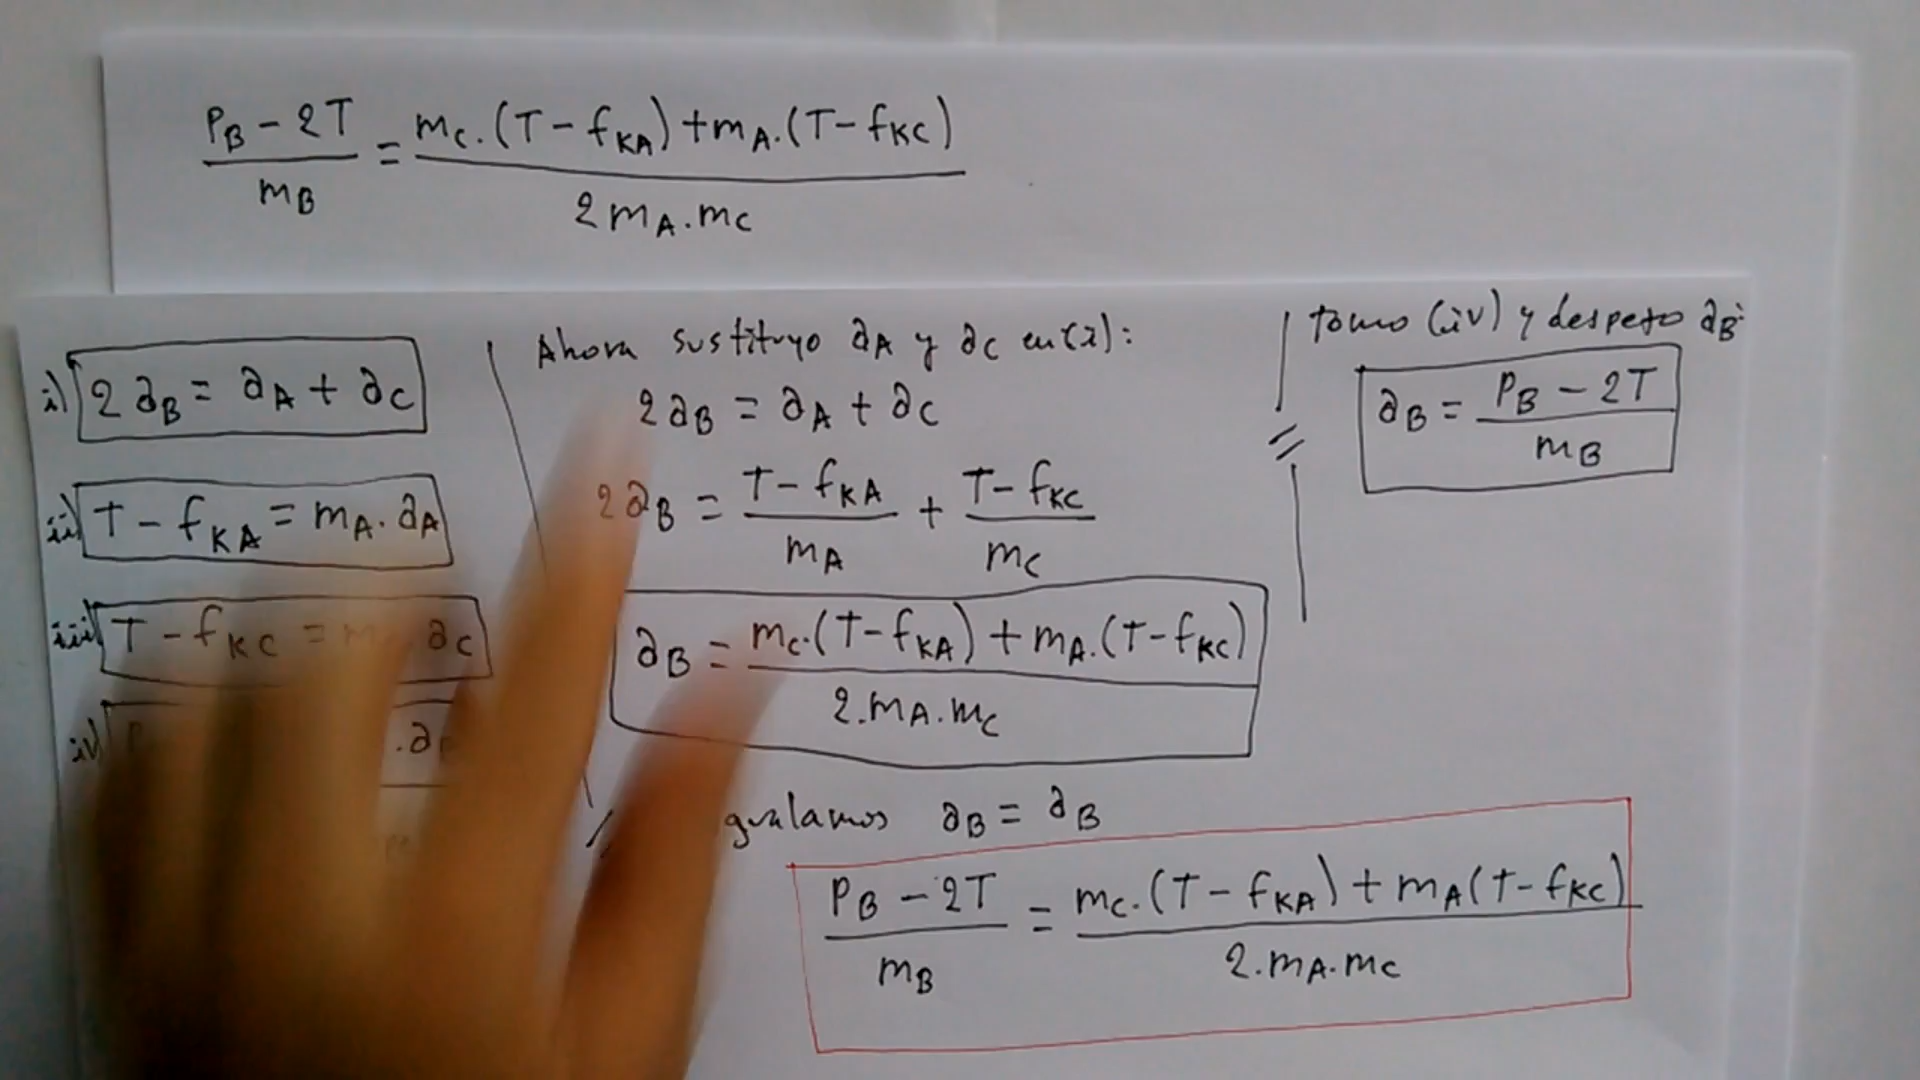 P_B - 2T / m_B = m_C.(T - f_KA) + m_A.(T - f_KC) / 2 m_A.m_C
i) 2 a_B = a_A + a_C
ii) T - f_KA = m_A. a_A
iii) T - f_KC = m a_C
iv)
Ahora sustituyo a_A y a_C en (i):
2 a_B = a_A + a_C
2 a_B = T - f_KA / m_A + T - f_KC / m_C
a_B = m_C.(T - f_KA) + m_A.(T - f_KC) / 2.m_A.m_C
gualamos a_B = a_B
P_B - 2T / m_B = m_C.(T - f_KA) + m_A(T - f_KC) / 2.m_A.m_C
tomo (iv) y despejo a_B:
a_B = P_B - 2T / m_B